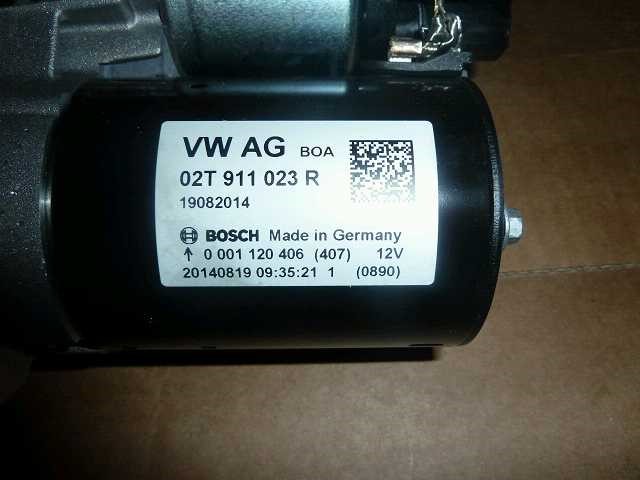 VW AG BOA
02T 911 023 R
19082014
BOSCH Made in Germany
↑ 0 001 120 406 (407) 12V
20140819 09:35:21 1 (0890)